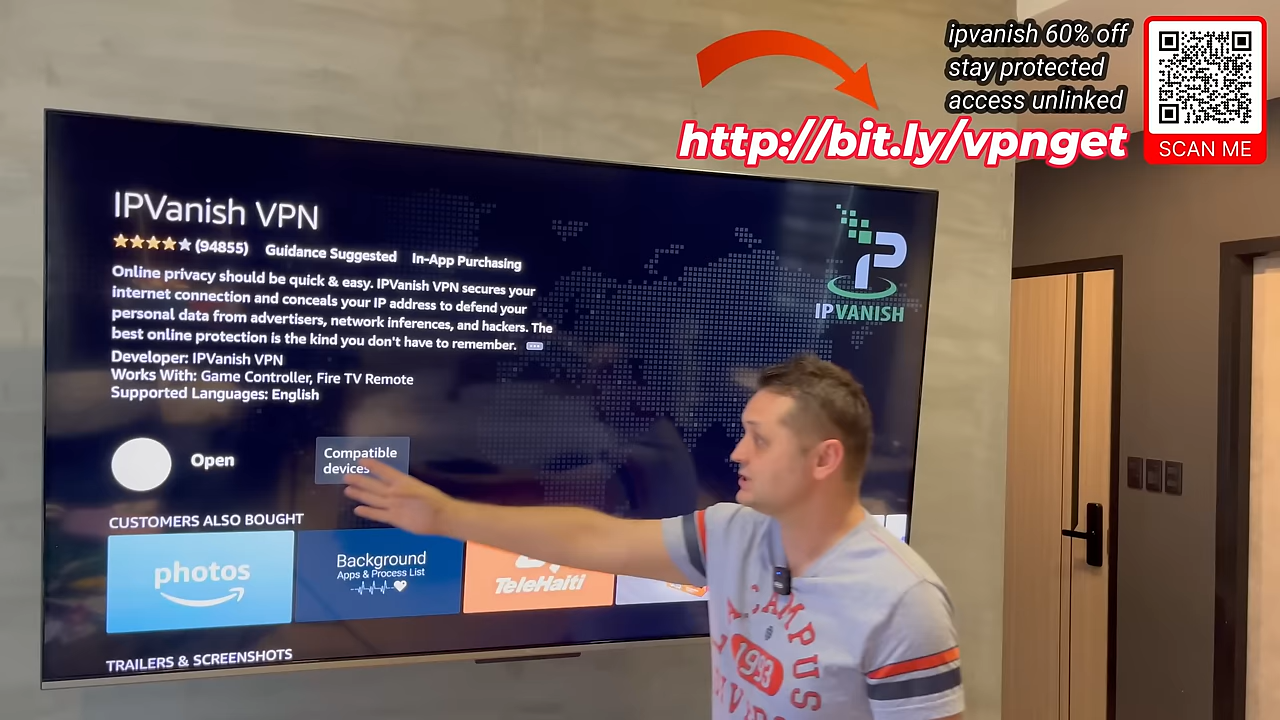 ipvanish 60% off
stay protected
access unlinked
http://bit.ly/vpnget
SCAN ME
IPVanish VPN
(94855) Guidance Suggested In-App Purchasing
Online privacy should be quick & easy. IPVanish VPN secures your
internet connection and conceals your IP address to defend your
personal data from advertisers, network inferences, and hackers. The
best online protection is the kind you don't have to remember.
Developer: IPVanish VPN
Works With: Game Controller, Fire TV Remote
Supported Languages: English
IPVANISH
Open
Compatible
devices
CUSTOMERS ALSO BOUGHT
photos
Background
Apps & Process List
TeleHaiti
TRAILERS & SCREENSHOTS
CAMPUS
1993